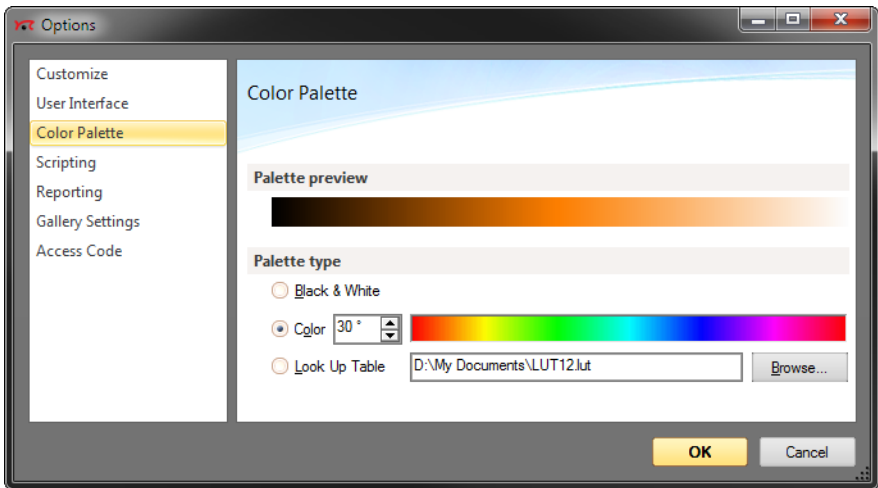 Options
Customize
User Interface
Color Palette
Scripting
Reporting
Gallery Settings
Access Code
Color Palette
Palette preview
Palette type
Black & White
Color 30 °
Look Up Table D:\My Documents\LUT12.lut Browse...
OK Cancel